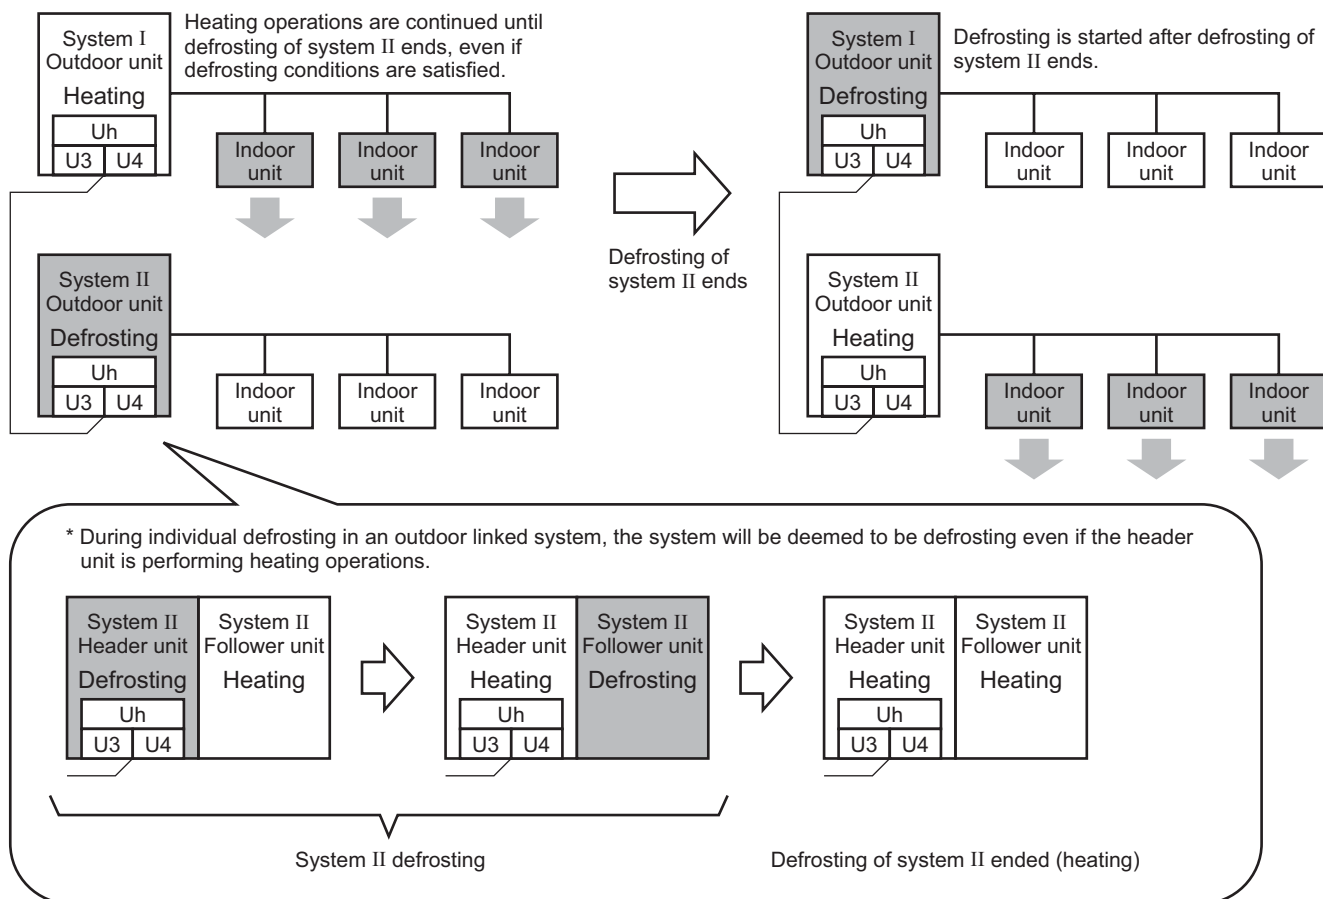 Heating operations are continued until
defrosting of system II ends, even if
defrosting conditions are satisfied.
System I
Outdoor unit
Heating
Uh
U3 U4
Indoor
unit
Indoor
unit
Indoor
unit
System II
Outdoor unit
Defrosting
Uh
U3 U4
Indoor
unit
Indoor
unit
Indoor
unit
Defrosting of
system II ends
System I
Outdoor unit
Defrosting
Uh
U3 U4
Defrosting is started after defrosting of
system II ends.
Indoor
unit
Indoor
unit
Indoor
unit
System II
Outdoor unit
Heating
Uh
U3 U4
Indoor
unit
Indoor
unit
Indoor
unit
* During individual defrosting in an outdoor linked system, the system will be deemed to be defrosting even if the header
unit is performing heating operations.
System II
Header unit
Defrosting
Uh
U3 U4
System II
Follower unit
Heating
System II
Header unit
Heating
Uh
U3 U4
System II
Follower unit
Defrosting
System II
Header unit
Heating
Uh
U3 U4
System II
Follower unit
Heating
System II defrosting
Defrosting of system II ended (heating)